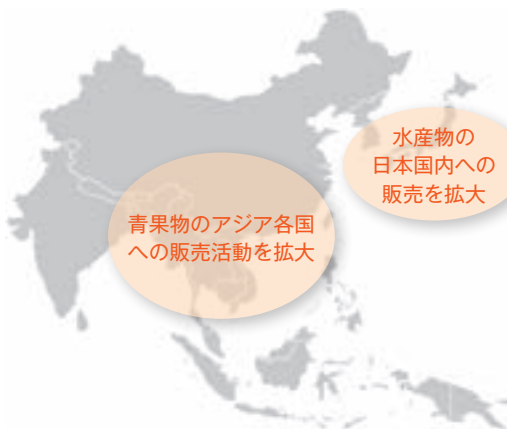 水産物の
日本国内への
販売を拡大
青果物のアジア各国
への販売活動を拡大